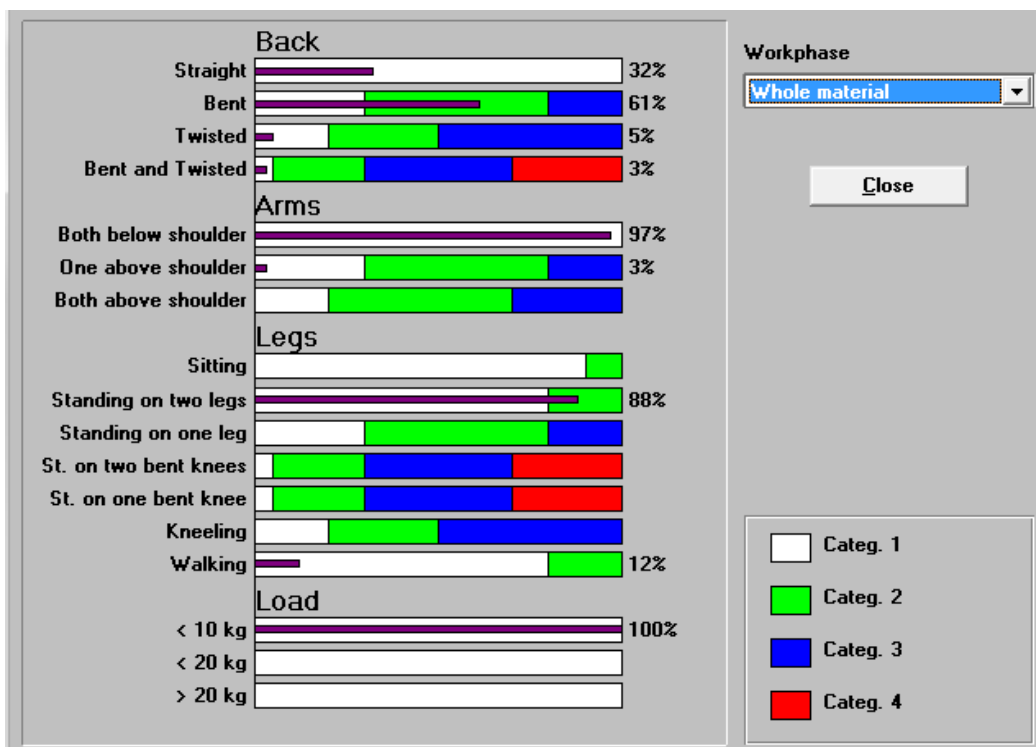 Back
Straight 32%
Bent 61%
Twisted 5%
Bent and Twisted 3%
Arms
Both below shoulder 97%
One above shoulder 3%
Both above shoulder
Legs
Sitting
Standing on two legs 88%
Standing on one leg
St. on two bent knees
St. on one bent knee
Kneeling
Walking 12%
Load
< 10 kg 100%
< 20 kg
> 20 kg
Workphase
Whole material
Close
Categ. 1
Categ. 2
Categ. 3
Categ. 4